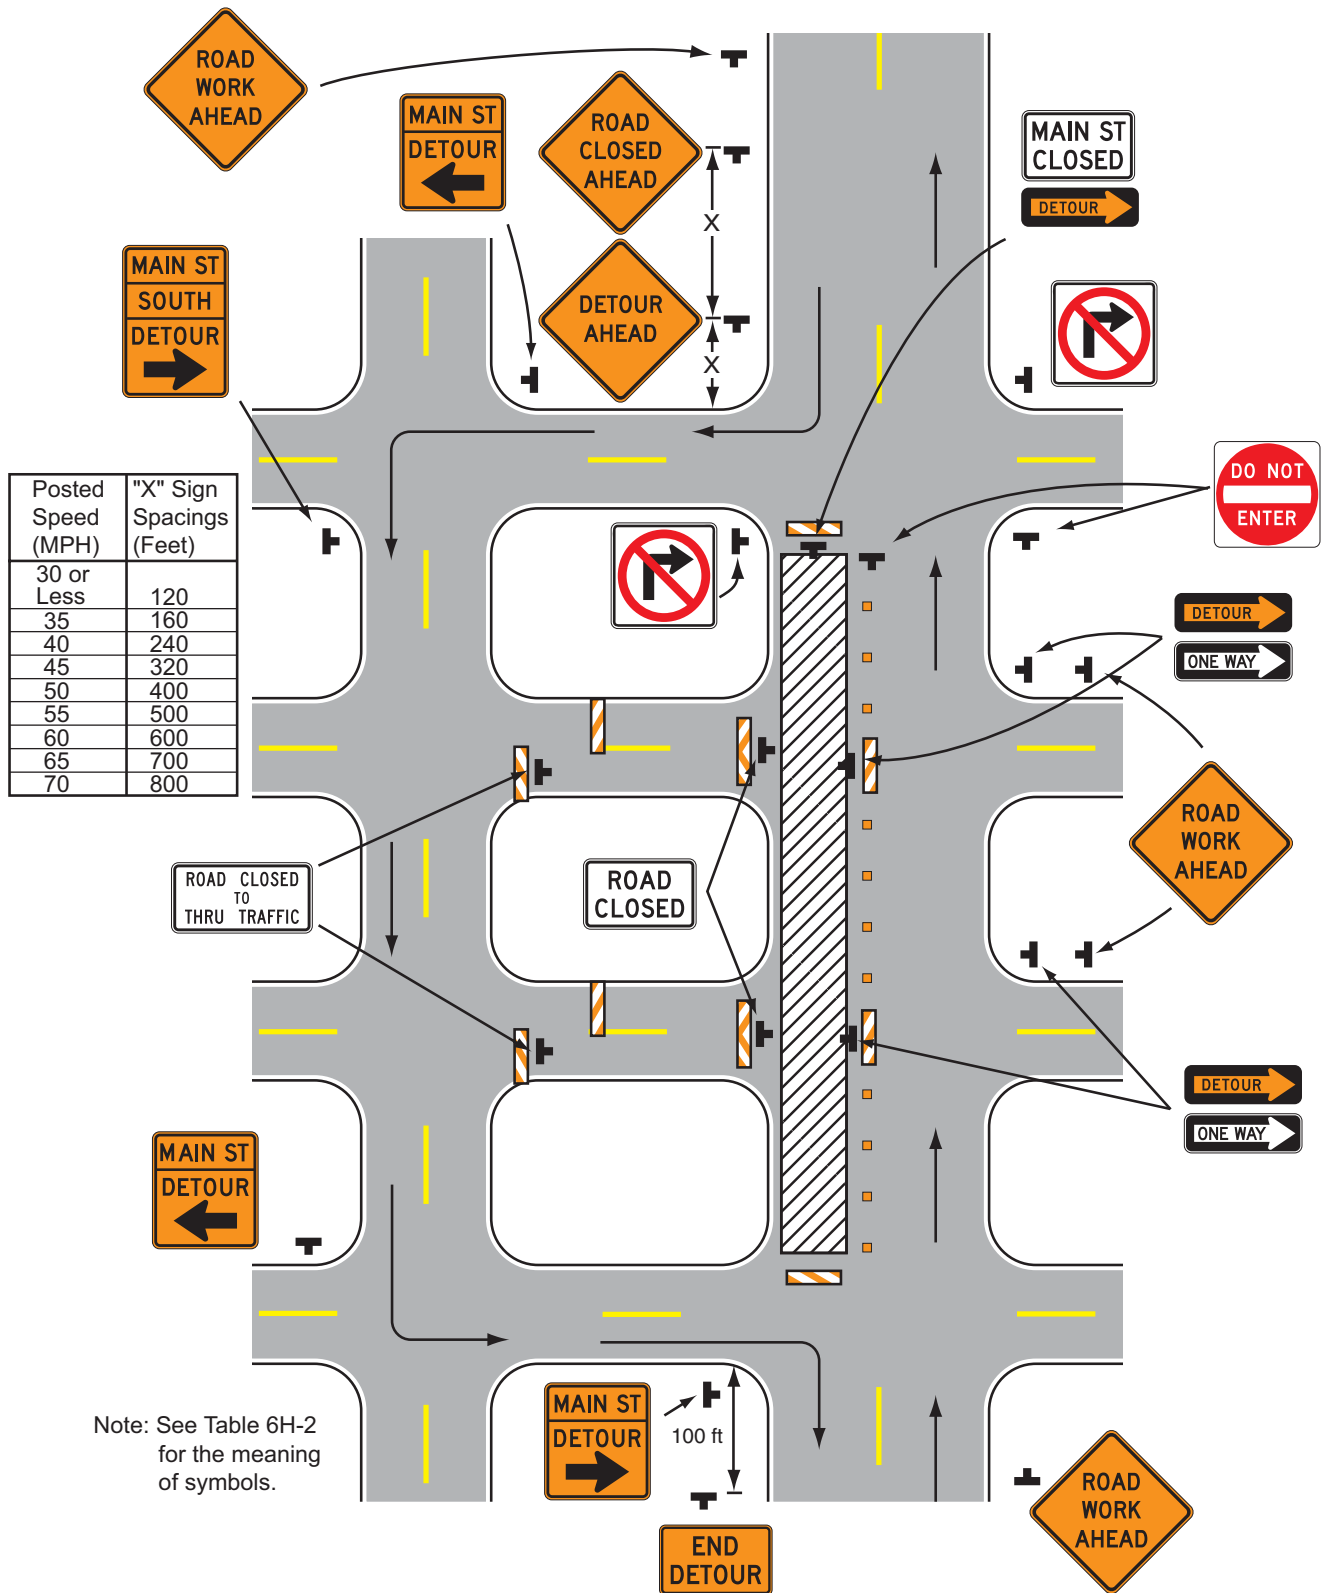 ROAD
WORK
AHEAD
MAIN ST
DETOUR
ROAD
CLOSED
AHEAD
MAIN ST
CLOSED
DETOUR
X
MAIN ST
SOUTH
DETOUR
DETOUR
AHEAD
X
DO NOT
ENTER
Posted Speed (MPH) "X" Sign Spacings (Feet)
30 or Less 120
35 160
40 240
45 320
50 400
55 500
60 600
65 700
70 800
DETOUR
ONE WAY
ROAD
WORK
AHEAD
ROAD CLOSED
TO
THRU TRAFFIC
ROAD
CLOSED
DETOUR
ONE WAY
MAIN ST
DETOUR
Note: See Table 6H-2
for the meaning
of symbols.
MAIN ST
DETOUR
100 ft
END
DETOUR
ROAD
WORK
AHEAD